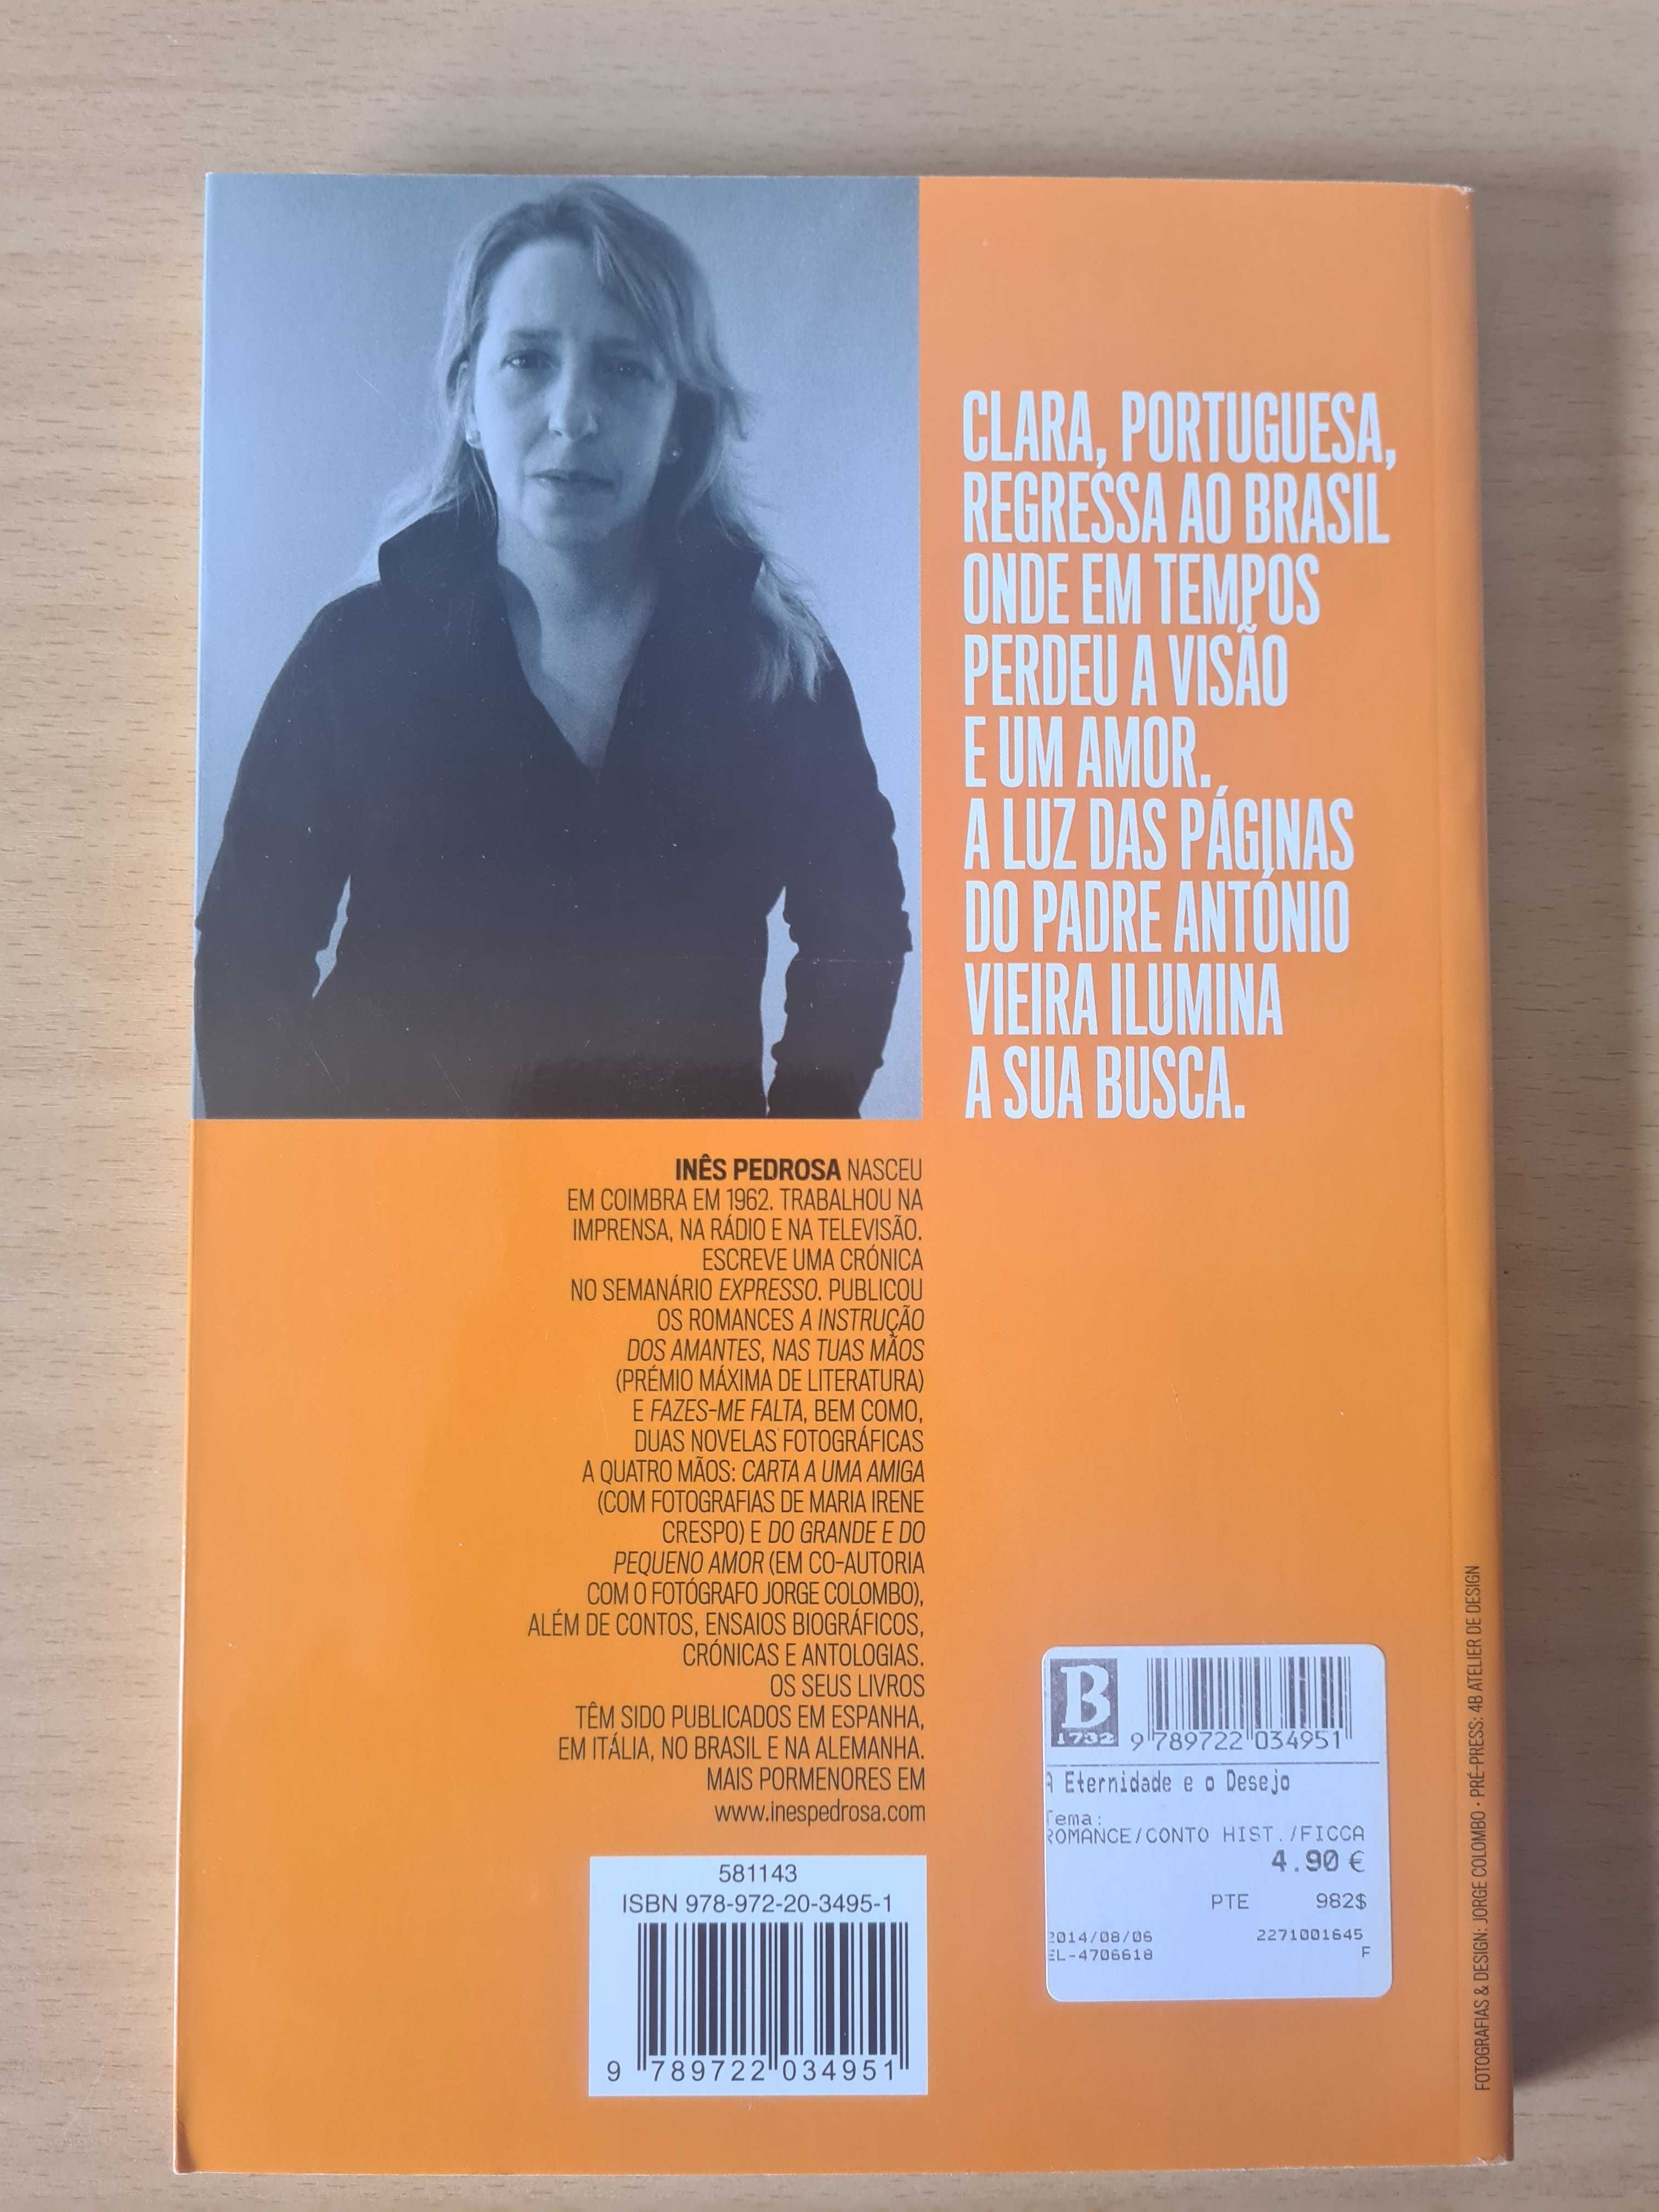 CLARA, PORTUGUESA,
REGRESSA AO BRASIL
ONDE EM TEMPOS
PERDEU A VISÃO
E UM AMOR.
A LUZ DAS PÁGINAS
DO PADRE ANTÓNIO
VIEIRA ILUMINA
A SUA BUSCA.
INÊS PEDROSA NASCEU
EM COIMBRA EM 1962. TRABALHOU NA
IMPRENSA, NA RÁDIO E NA TELEVISÃO.
ESCREVE UMA CRÓNICA
NO SEMANÁRIO EXPRESSO. PUBLICOU
OS ROMANCES A INSTRUÇÃO
DOS AMANTES, NAS TUAS MÃOS
(PRÉMIO MÁXIMA DE LITERATURA)
E FAZES-ME FALTA, BEM COMO,
DUAS NOVELAS FOTOGRÁFICAS
A QUATRO MÃOS: CARTA A UMA AMIGA
(COM FOTOGRAFIAS DE MARIA IRENE
CRESPO) E DO GRANDE E DO
PEQUENO AMOR (EM CO-AUTORIA
COM O FOTÓGRAFO JORGE COLOMBO),
ALÉM DE CONTOS, ENSAIOS BIOGRÁFICOS,
CRÓNICAS E ANTOLOGIAS.
OS SEUS LIVROS
TÊM SIDO PUBLICADOS EM ESPANHA,
EM ITÁLIA, NO BRASIL E NA ALEMANHA.
MAIS PORMENORES EM
www.inespedrosa.com
581143
ISBN 978-972-20-3495-1
9 789722 034951
B
1732
9 789722 034951
A Eternidade e o Desejo
Tema:
ROMANCE/CONTO HIST./FICCA
4.90 €
PTE 982$
2014/08/06 2271001645
EL-4706618 F
FOTOGRAFIAS & DESIGN: JORGE COLOMBO · PRÉ-PRESS: 4B ATELIER DE DESIGN